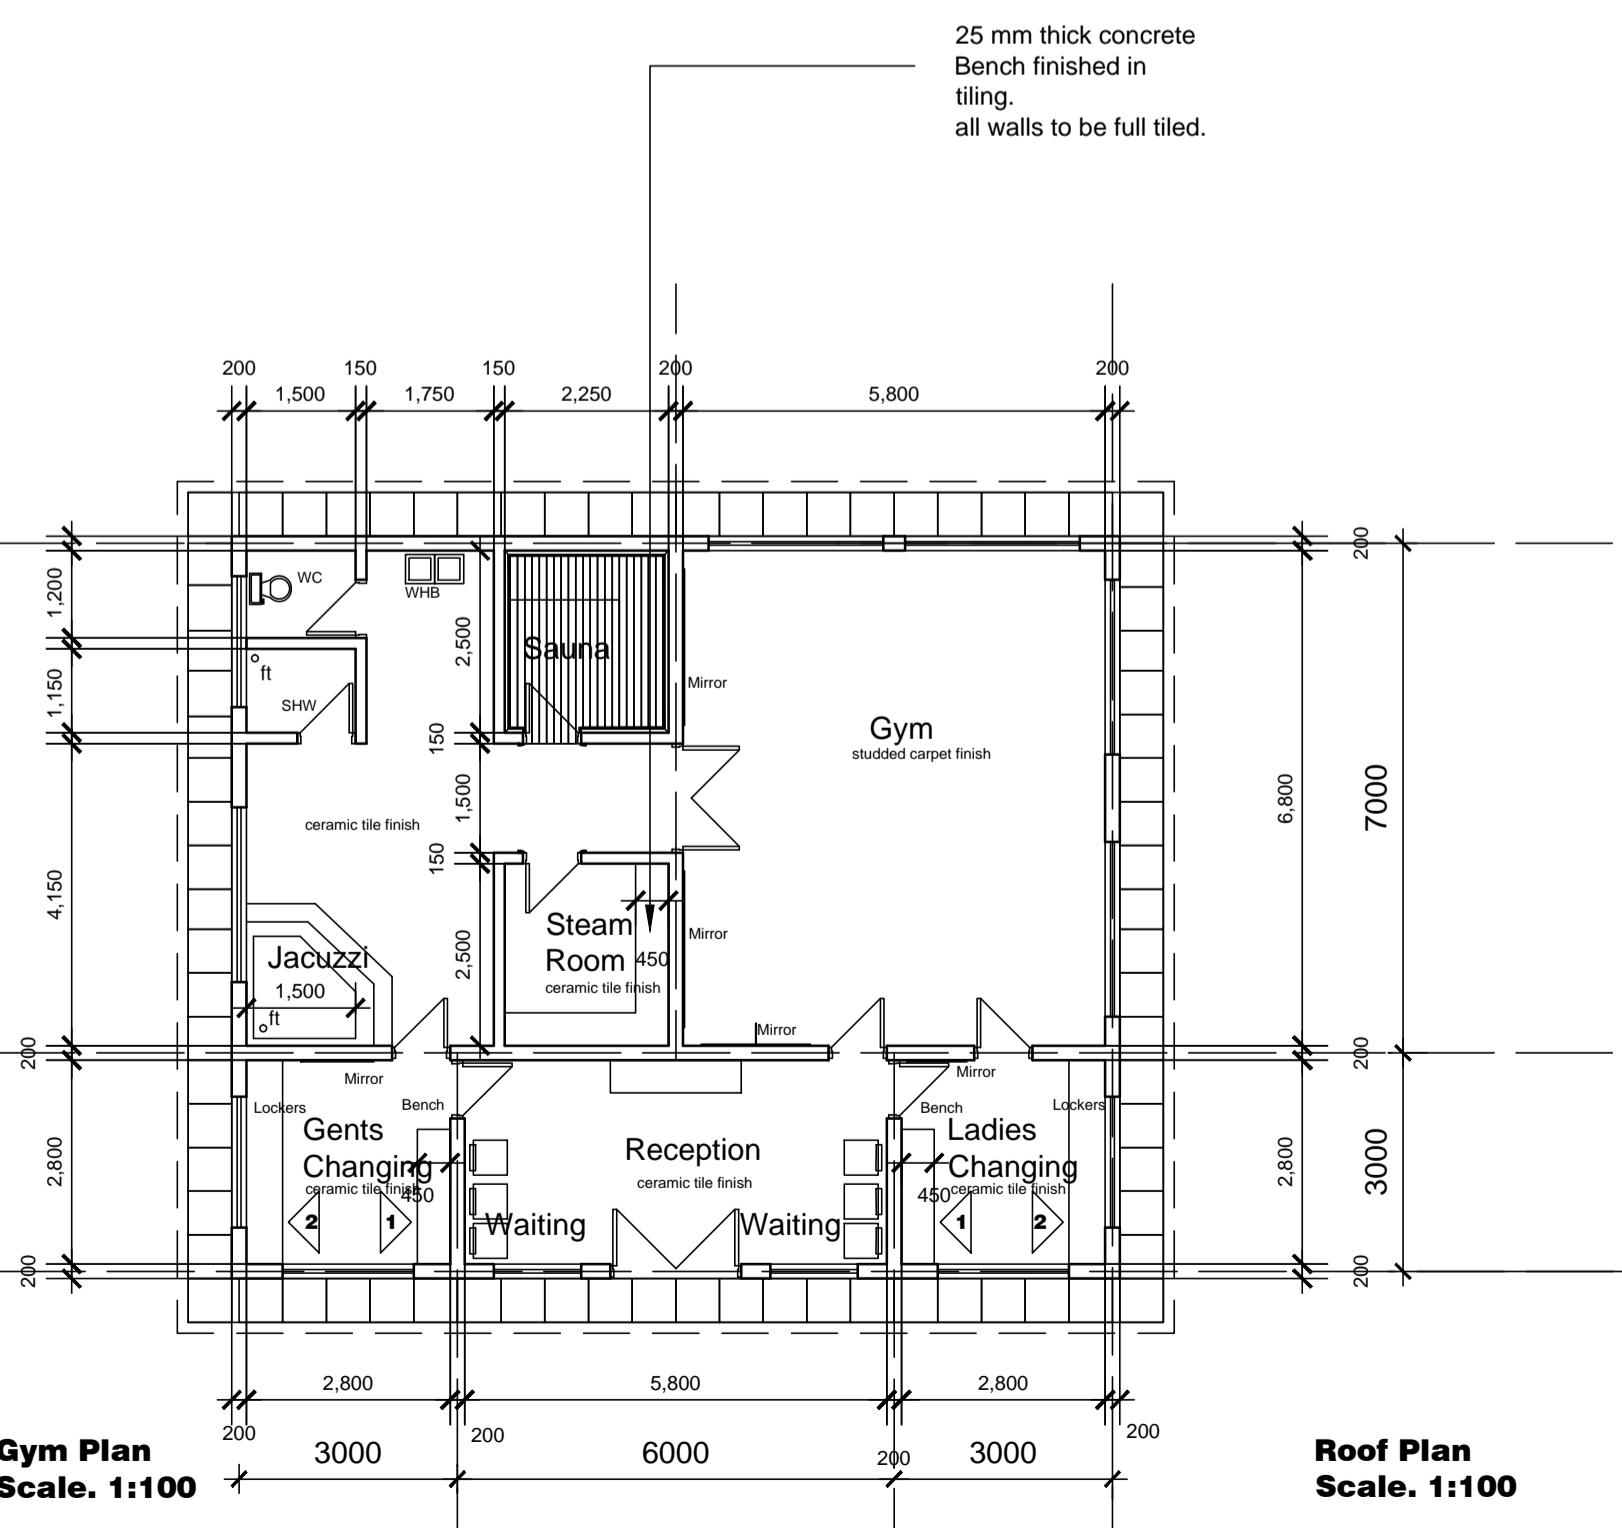 25 mm thick concrete
Bench finished in
tiling.
all walls to be full tiled.
200 150 150 200 200
1,500 1,750 2,250 5,800
200
WC
WHB
1,200
2,500
Sauna
ft
1,150
SHW
Mirror
Gym
studded carpet finish
150
1,500
6,800
7000
ceramic tile finish
150
4,150
Steam
Room
450
ceramic tile finish
2,500
Mirror
Jacuzzi
1,500
ft
Mirror
200
200
Mirror
Mirror
Lockers
Bench
Bench
Lockers
Gents
Changing
ceramic tile finish
450
Reception
ceramic tile finish
Ladies
Changing
450
ceramic tile finish
2,800
2,800
3000
2
1
Waiting
Waiting
1
2
200
200
2,800 5,800 2,800
200 200 200 200
3000 6000 3000
Gym Plan
Scale. 1:100
Roof Plan
Scale. 1:100